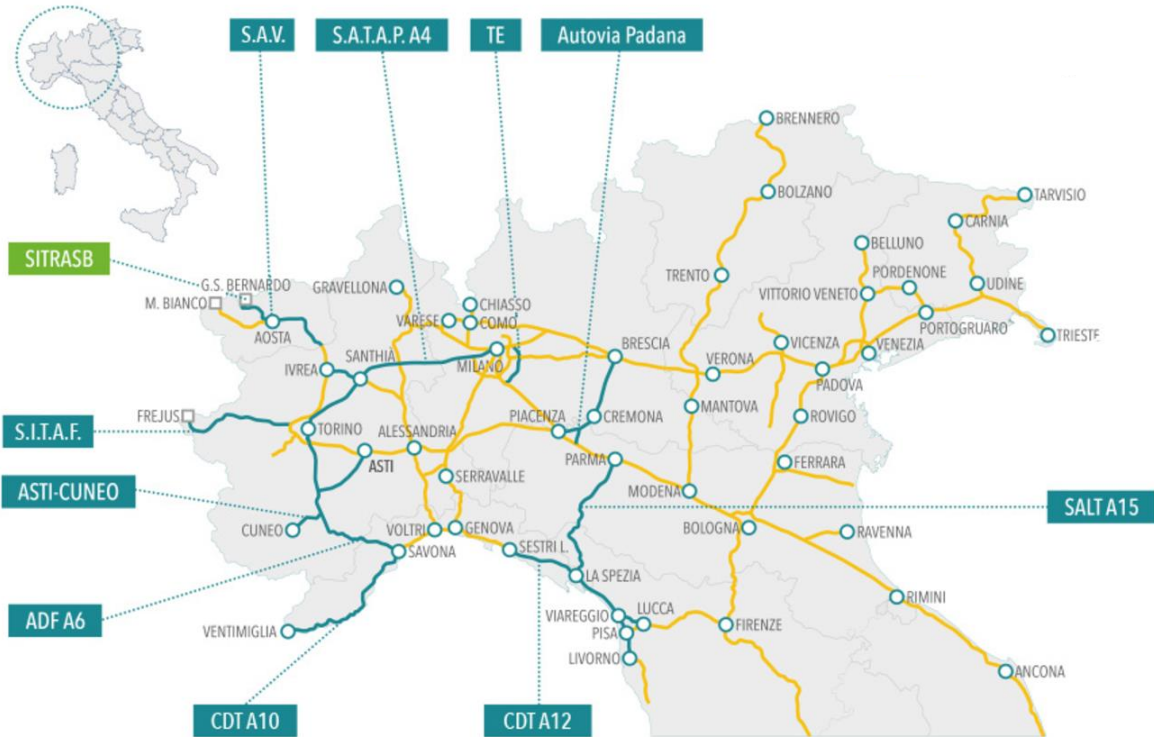 S.A.V.
S.A.T.A.P. A4
TE
Autovia Padana
BRENNERO
BOLZANO
TARVISIO
CARNIA
BELLUNO
SITRASB
G.S. BERNARDO
M. BIANCO
GRAVELLONA
TRENTO
PORDENONE
UDINE
CHIASSO
VITTORIO VENETO
VARESE
COMO
AOSTA
PORTOGRUARO
TRIESTE
BRESCIA
VICENZA
VENEZIA
SANTHIÀ
MILANO
IVREA
VERONA
PADOVA
FREJUS
PIACENZA
CREMONA
MANTOVA
ROVIGO
S.I.T.A.F.
TORINO
ALESSANDRIA
ASTI
PARMA
FERRARA
SERRAVALLE
ASTI-CUNEO
MODENA
SALT A15
CUNEO
VOLTRI
GENOVA
BOLOGNA
RAVENNA
SAVONA
SESTRI L.
LA SPEZIA
RIMINI
ADF A6
VIAREGGIO
LUCCA
VENTIMIGLIA
PISA
FIRENZE
LIVORNO
ANCONA
CDT A10
CDT A12